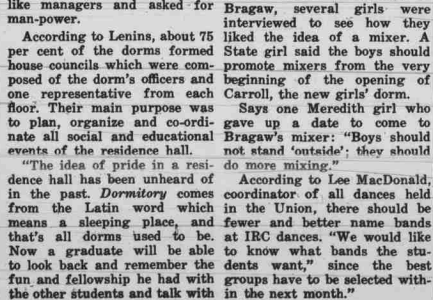 like managers and asked for
man-power.
According to Lenins, about 75
per cent of the dorms formed
house councils which were com-
posed of the dorm's officers and
one representative from each
floor. Their main purpose was
to plan, organize and co-ordi-
nate all social and educational
events of the residence hall.
"The idea of pride in a resi-
dence hall has been unheard of
in the past. Dormitory comes
from the Latin word which
means a sleeping place, and
that's all dorms used to be.
Now a graduate will be able
to look back and remember the
fun and fellowship he had with
the other students and talk with
Bragaw, several girls were
interviewed to see how they
liked the idea of a mixer. A
State girl said the boys should
promote mixers from the very
beginning of the opening of
Carroll, the new girls' dorm.
Says one Meredith girl who
gave up a date to come to
Bragaw's mixer: "Boys should
not stand 'outside'; they should
do more mixing."
According to Lee MacDonald,
coordinator of all dances held
in the Union, there should be
fewer and better name bands
at IRC dances. "We would like
to know what bands the stu-
dents want," since the best
groups have to be selected with-
in the next month."